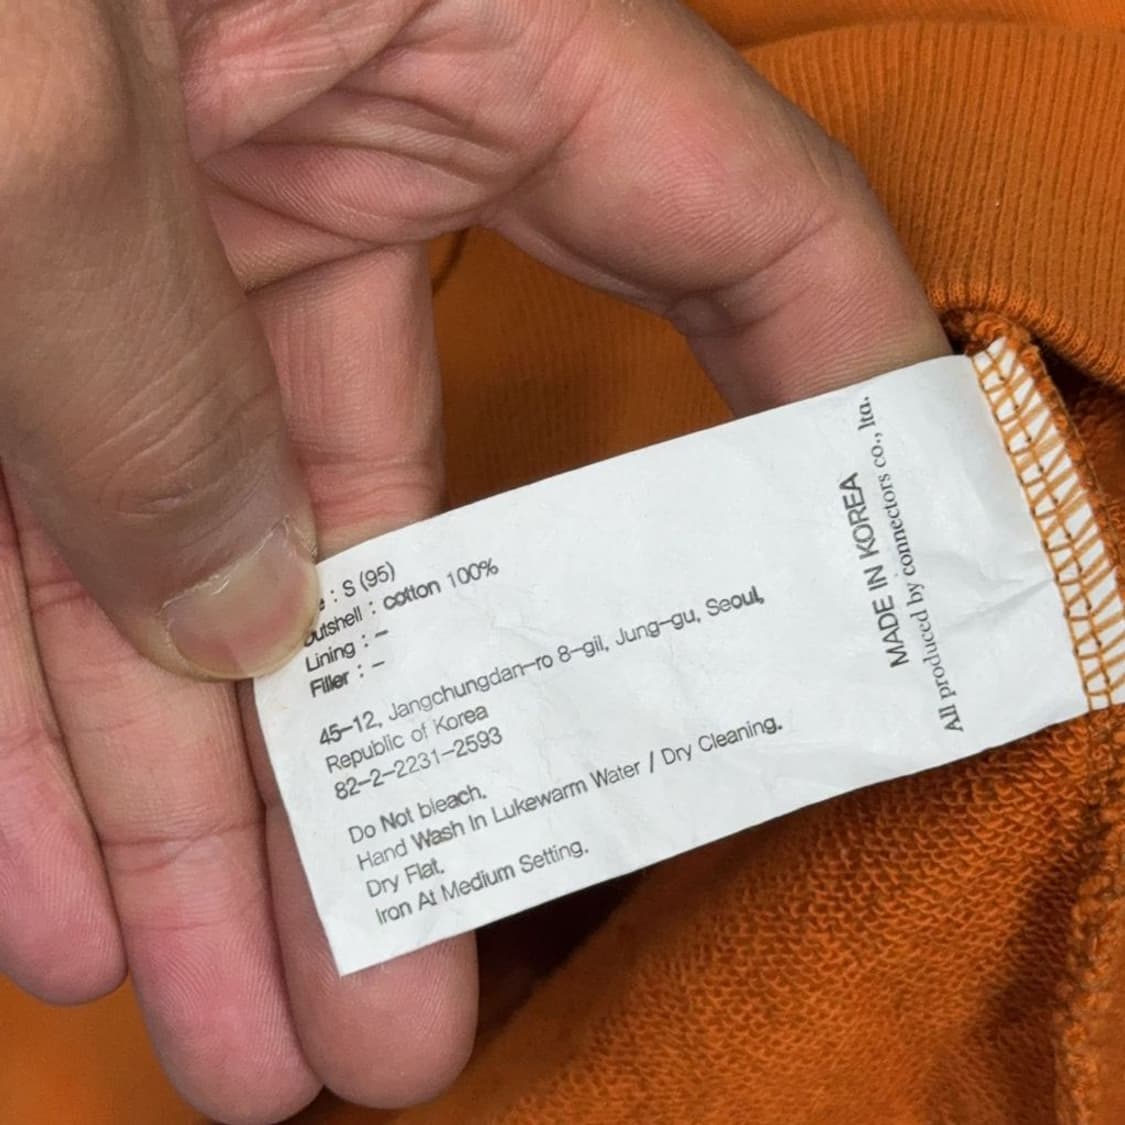 : S (95)
outshell : cotton 100%
Lining : -
Filler : -
45-12, Jangchungdan-ro 8-gil, Jung-gu, Seoul,
Republic of Korea
82-2-2231-2593
Do Not bleach.
Hand Wash In Lukewarm Water / Dry Cleaning.
Dry Flat.
Iron At Medium Setting.
MADE IN KOREA
All produced by connectors co., ltd.